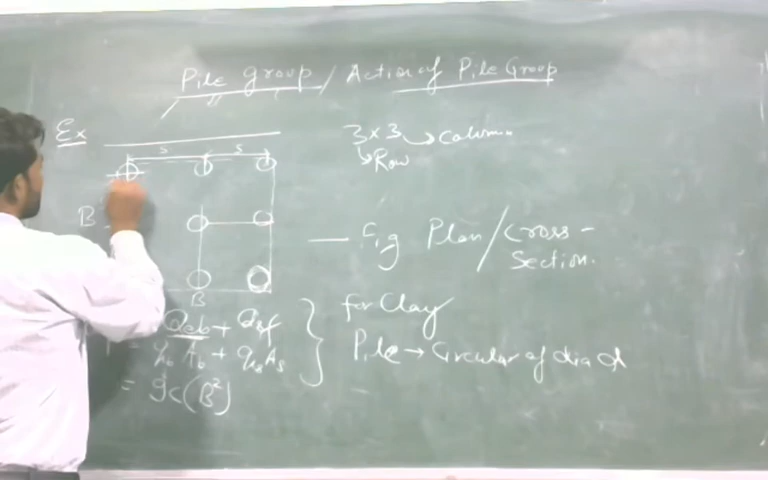 Pile group / Action of Pile Group
Ex
3 x 3 → Column
↳ Row
S S
B
Fig Plan / Cross-
Section.
B
Qeb + Qsf
for Clay
= qb Ab + qs As
Pile → Circular of dia d
= 9c(B²)